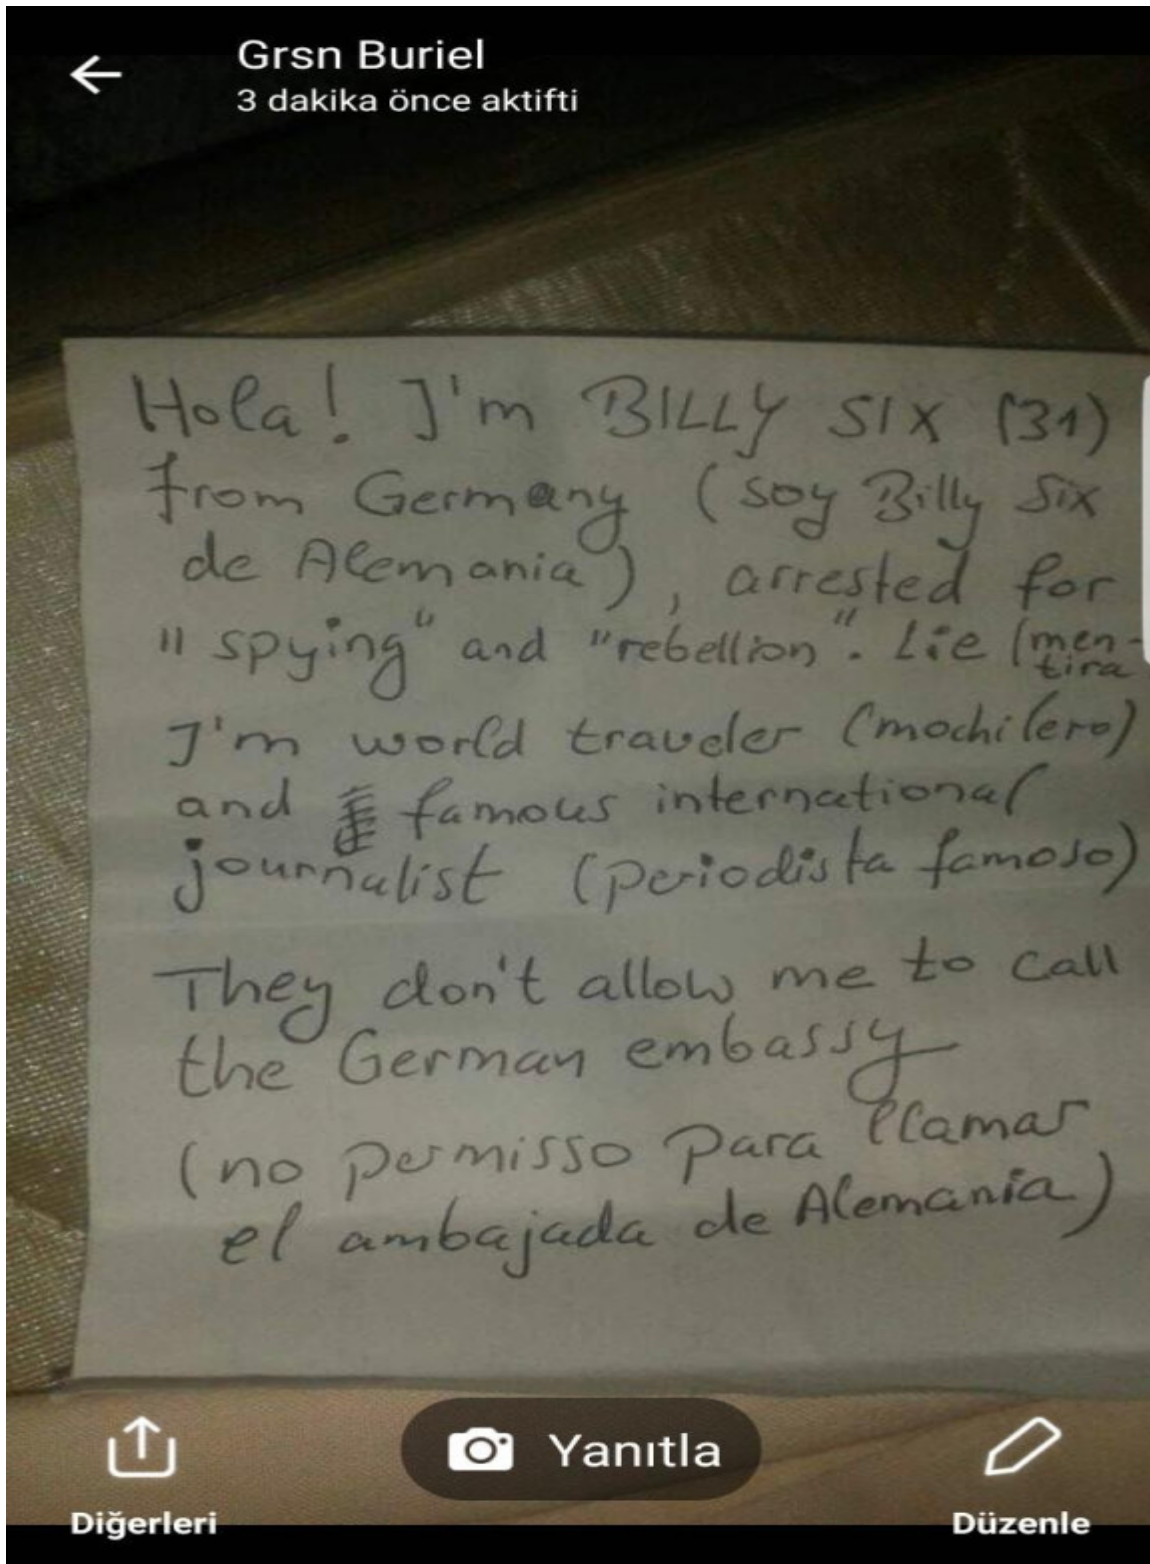 Grsn Buriel
3 dakika önce aktifti
Hola! I'm BILLY SIX (31)
from Germany (soy Billy Six
de Alemania), arrested for
"spying" and "rebellion". Lie (men-
tira
I'm world traveler (mochilero)
and famous international
journalist (periodista famoso)
They don't allow me to call
the German embassy
(no permisso para llamar
el ambajada de Alemania)
Yanıtla
Diğerleri
Düzenle